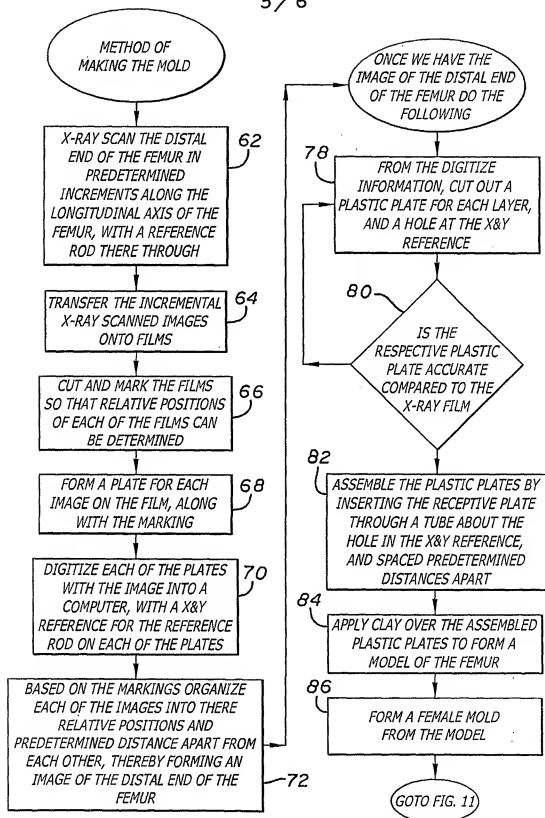 5/6
METHOD OF
MAKING THE MOLD
X-RAY SCAN THE DISTAL
END OF THE FEMUR IN
PREDETERMINED
INCREMENTS ALONG THE
LONGITUDINAL AXIS OF THE
FEMUR, WITH A REFERENCE
ROD THERE THROUGH
62
TRANSFER THE INCREMENTAL
X-RAY SCANNED IMAGES
ONTO FILMS
64
CUT AND MARK THE FILMS
SO THAT RELATIVE POSITIONS
OF EACH OF THE FILMS CAN
BE DETERMINED
66
FORM A PLATE FOR EACH
IMAGE ON THE FILM, ALONG
WITH THE MARKING
68
DIGITIZE EACH OF THE PLATES
WITH THE IMAGE INTO A
COMPUTER, WITH A X&Y
REFERENCE FOR THE REFERENCE
ROD ON EACH OF THE PLATES
70
BASED ON THE MARKINGS ORGANIZE
EACH OF THE IMAGES INTO THERE
RELATIVE POSITIONS AND
PREDETERMINED DISTANCE APART FROM
EACH OTHER, THEREBY FORMING AN
IMAGE OF THE DISTAL END OF THE
FEMUR
72
ONCE WE HAVE THE
IMAGE OF THE DISTAL END
OF THE FEMUR DO THE
FOLLOWING
78
FROM THE DIGITIZE
INFORMATION, CUT OUT A
PLASTIC PLATE FOR EACH LAYER,
AND A HOLE AT THE X&Y
REFERENCE
80
IS THE
RESPECTIVE PLASTIC
PLATE ACCURATE
COMPARED TO THE
X-RAY FILM
82
ASSEMBLE THE PLASTIC PLATES BY
INSERTING THE RECEPTIVE PLATE
THROUGH A TUBE ABOUT THE
HOLE IN THE X&Y REFERENCE,
AND SPACED PREDETERMINED
DISTANCES APART
84
APPLY CLAY OVER THE ASSEMBLED
PLASTIC PLATES TO FORM A
MODEL OF THE FEMUR
86
FORM A FEMALE MOLD
FROM THE MODEL
GOTO FIG. 11